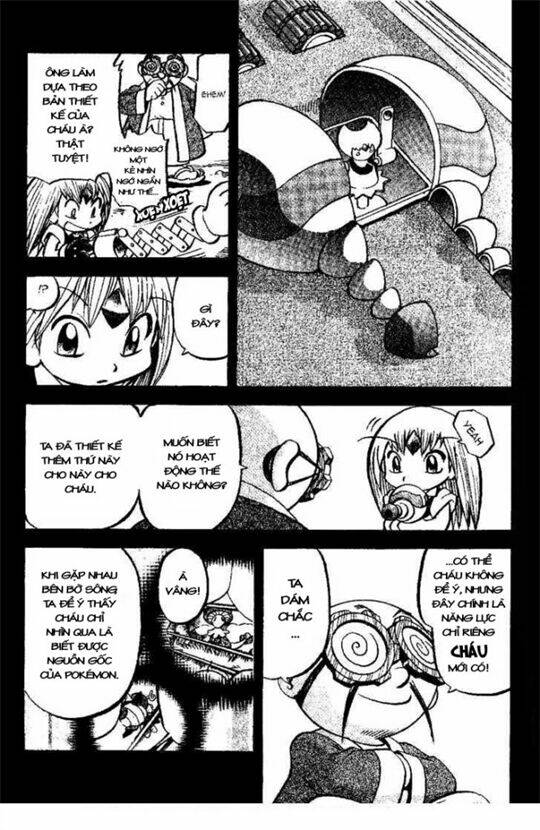 ÔNG LÀM
DỰA THEO
BẢN THIẾT
KẾ CỦA
CHÁU À?
THẬT
TUYỆT!
EHEM!
KHÔNG NGỜ
MỘT
KẺ NHÌN
NGỚ NGẨN
NHƯ THẾ...
XOẸT XOẸT
!?
GÌ
ĐÂY?
TA ĐÃ THIẾT KẾ
THÊM THỨ NÀY
CHO NÀY CHO
CHÁU.
MUỐN BIẾT
NÓ HOẠT
ĐỘNG THẾ
NÀO KHÔNG?
YEAH
KHI GẶP NHAU
BÊN BỜ SÔNG
TA ĐỂ Ý THẤY
CHÁU CHỈ
NHÌN QUA LÀ
BIẾT ĐƯỢC
NGUỒN GỐC
CỦA POKÉMON.
À
VÂNG!
TA
DÁM
CHẮC
...
...CÓ THỂ
CHÁU KHÔNG
ĐỂ Ý, NHƯNG
ĐÂY CHÍNH LÀ
NĂNG LỰC
CHỈ RIÊNG
CHÁU
MỚI CÓ!